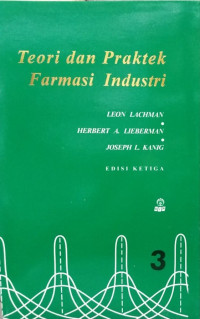 Teori dan Praktek
Farmasi Industri
LEON LACHMAN
HERBERT A. LIEBERMAN
JOSEPH L. KANIG
EDISI KETIGA
3